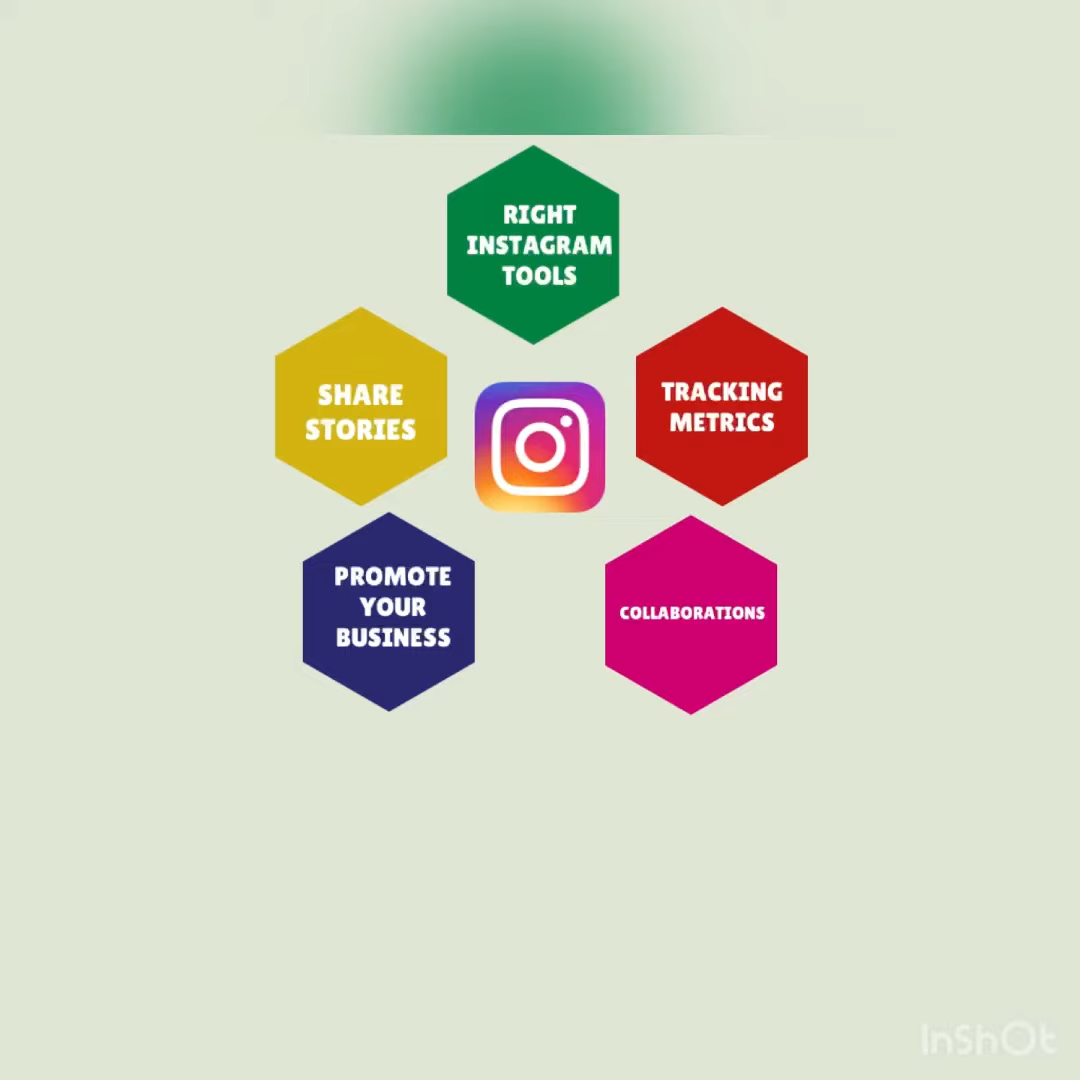 RIGHT
INSTAGRAM
TOOLS
SHARE
STORIES
TRACKING
METRICS
PROMOTE
YOUR
BUSINESS
COLLABORATIONS
InShOt